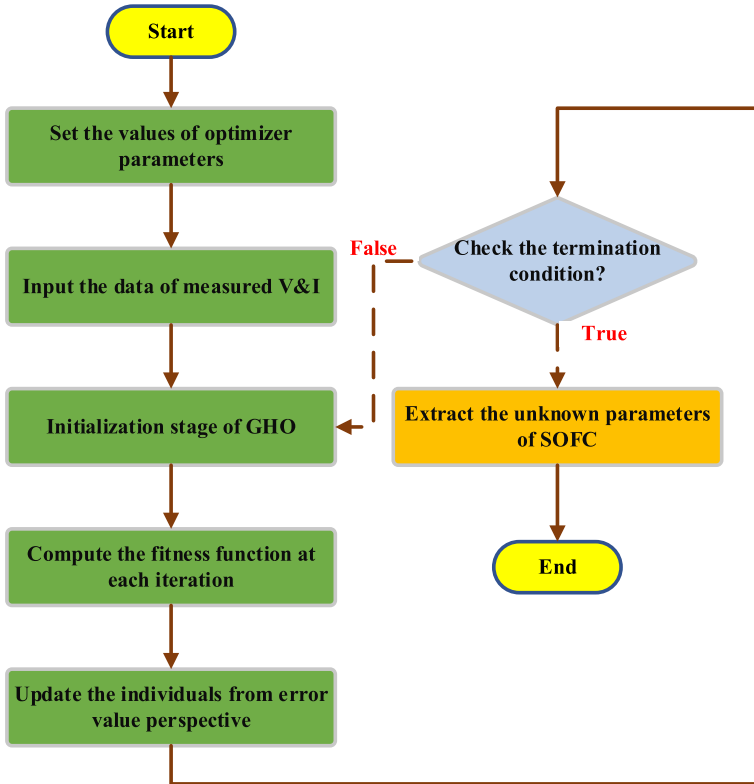 Start
Set the values of optimizer
parameters
Input the data of measured V&I
Initialization stage of GHO
Compute the fitness function at
each iteration
Update the individuals from error
value perspective
Check the termination
condition?
False
True
Extract the unknown parameters
of SOFC
End